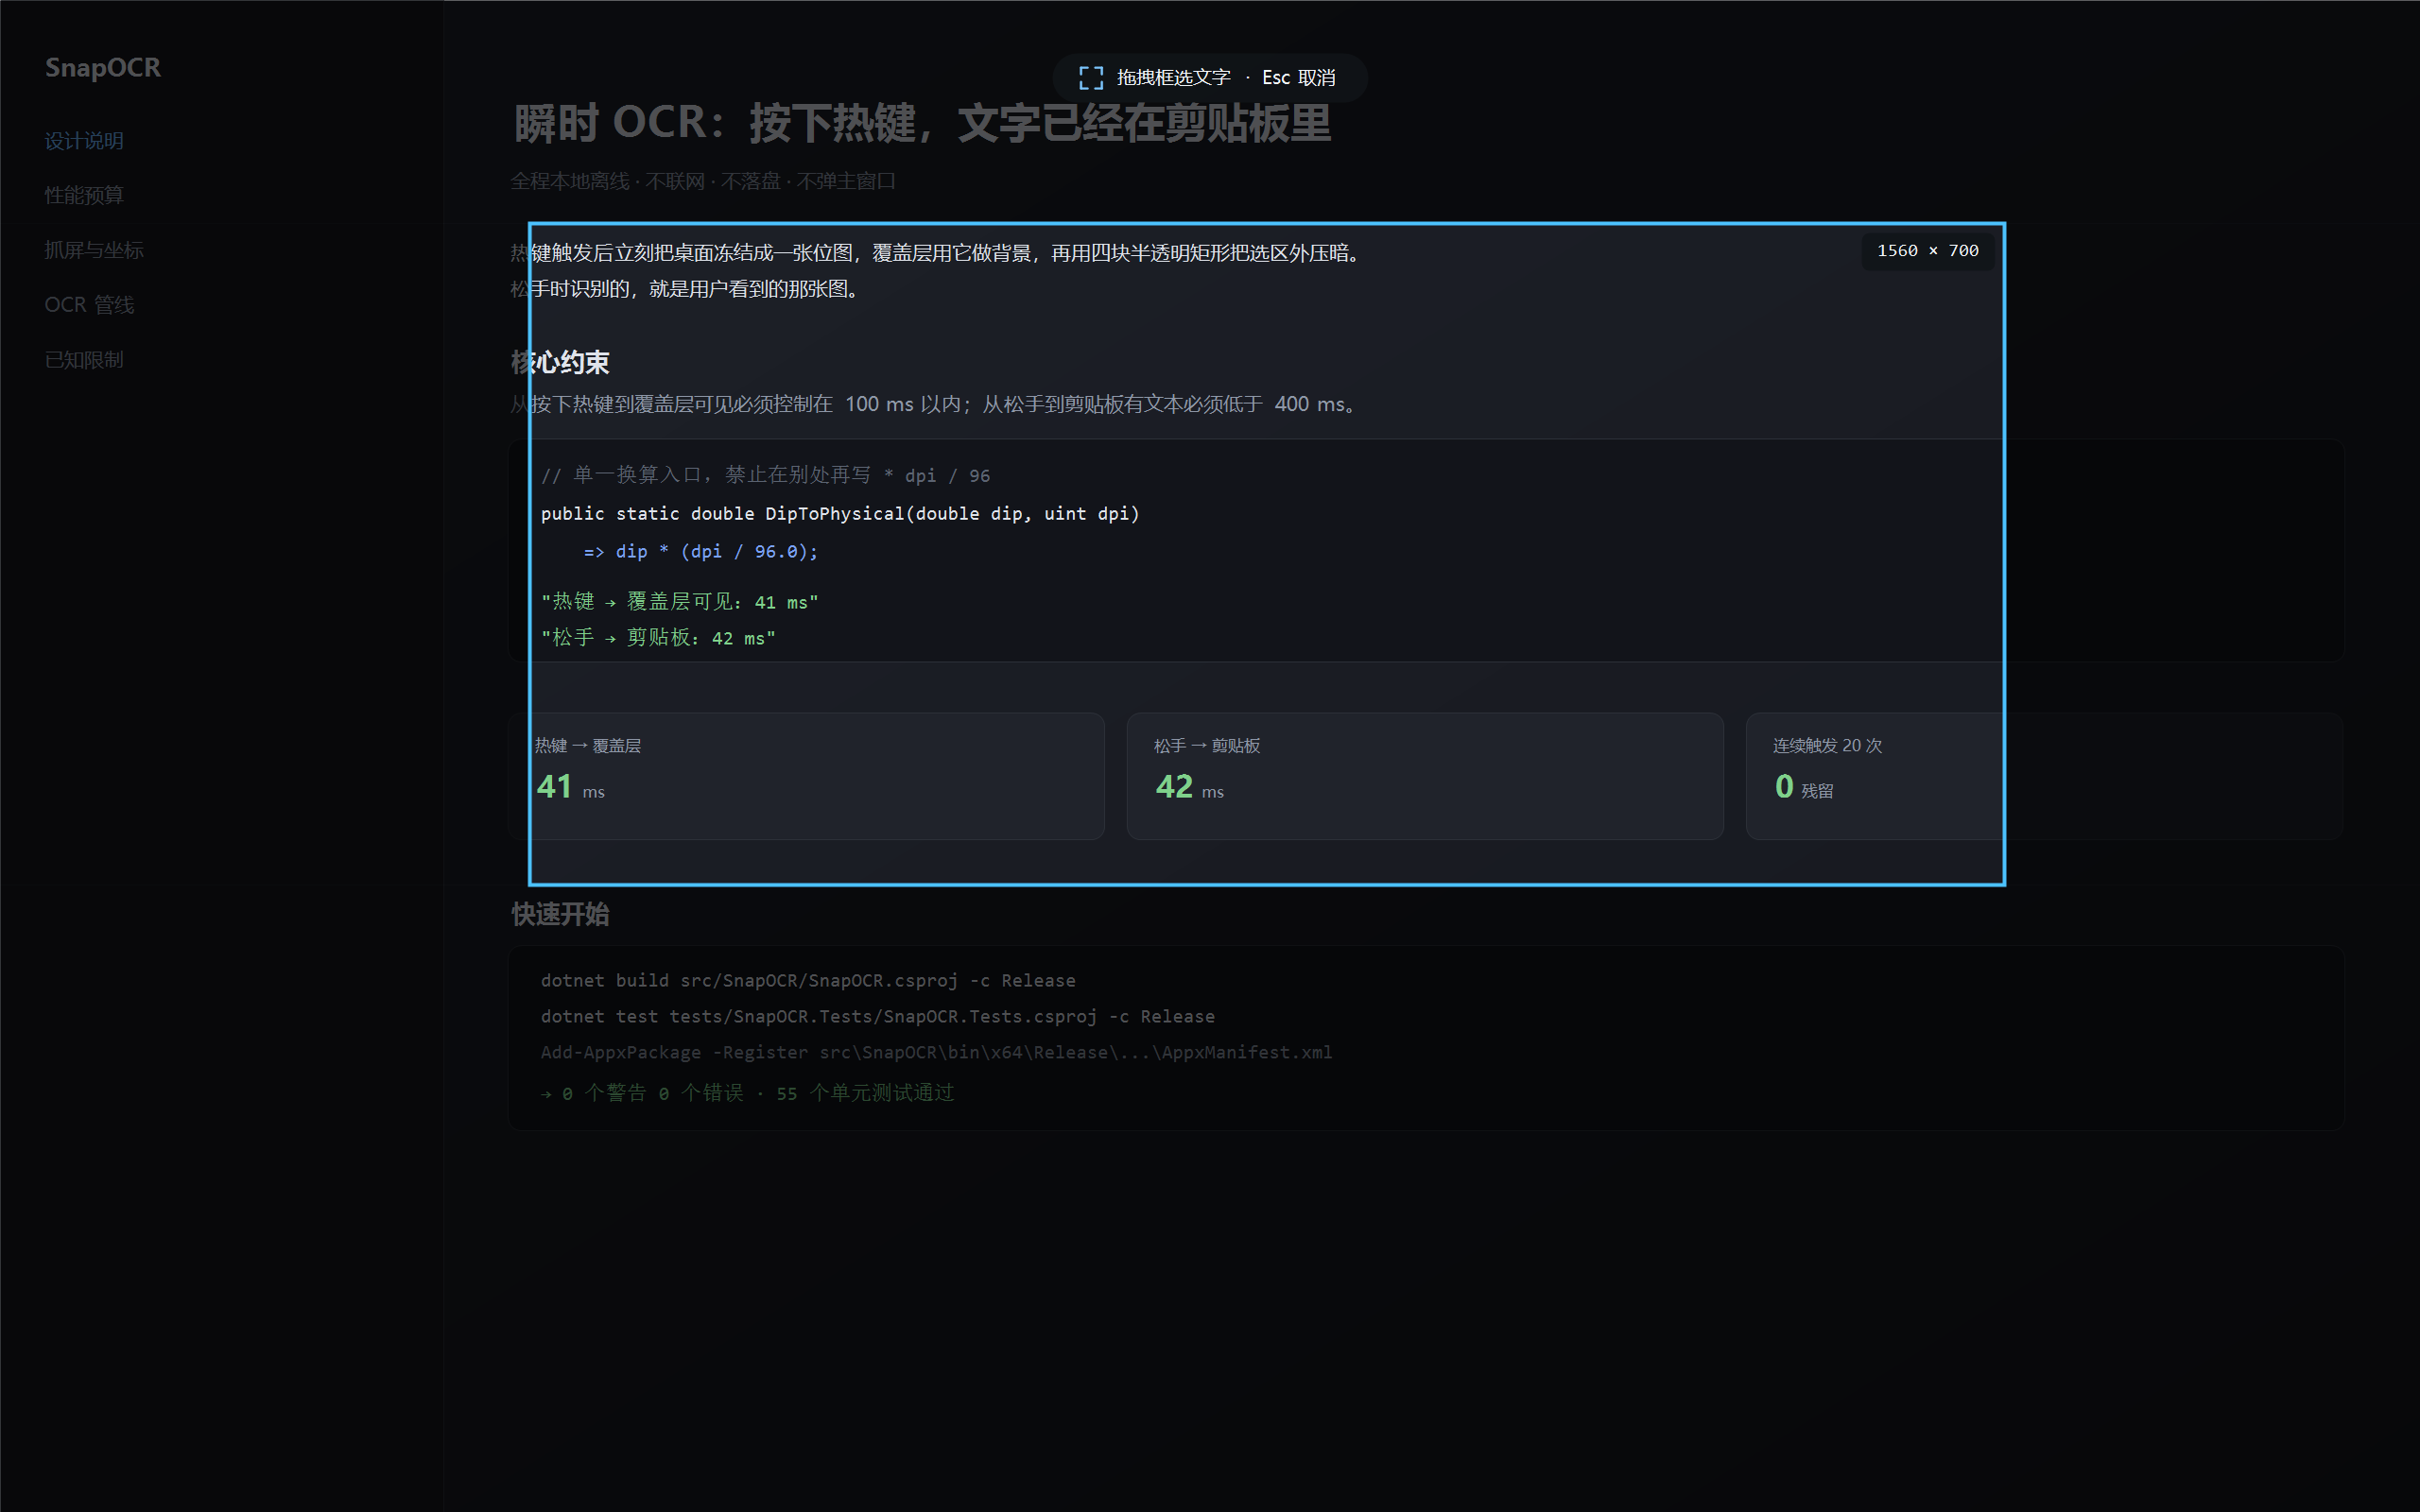 SnapOCR
设计说明
性能预算
抓屏与坐标
OCR 管线
已知限制
拖拽框选文字 · Esc 取消
瞬时 OCR：按下热键，文字已经在剪贴板里
全程本地离线 · 不联网 · 不落盘 · 不弹主窗口
1560 × 700
热键触发后立刻把桌面冻结成一张位图，覆盖层用它做背景，再用四块半透明矩形把选区外压暗。
松手时识别的，就是用户看到的那张图。
核心约束
从按下热键到覆盖层可见必须控制在 100 ms 以内；从松手到剪贴板有文本必须低于 400 ms。
// 单一换算入口，禁止在别处再写 * dpi / 96
public static double DipToPhysical(double dip, uint dpi)
    => dip * (dpi / 96.0);
"热键 → 覆盖层可见：41 ms"
"松手 → 剪贴板：42 ms"
热键 → 覆盖层
41 ms
松手 → 剪贴板
42 ms
连续触发 20 次
0 残留
快速开始
dotnet build src/SnapOCR/SnapOCR.csproj -c Release
dotnet test tests/SnapOCR.Tests/SnapOCR.Tests.csproj -c Release
Add-AppxPackage -Register src\SnapOCR\bin\x64\Release\...\AppxManifest.xml
→ 0 个警告 0 个错误 · 55 个单元测试通过